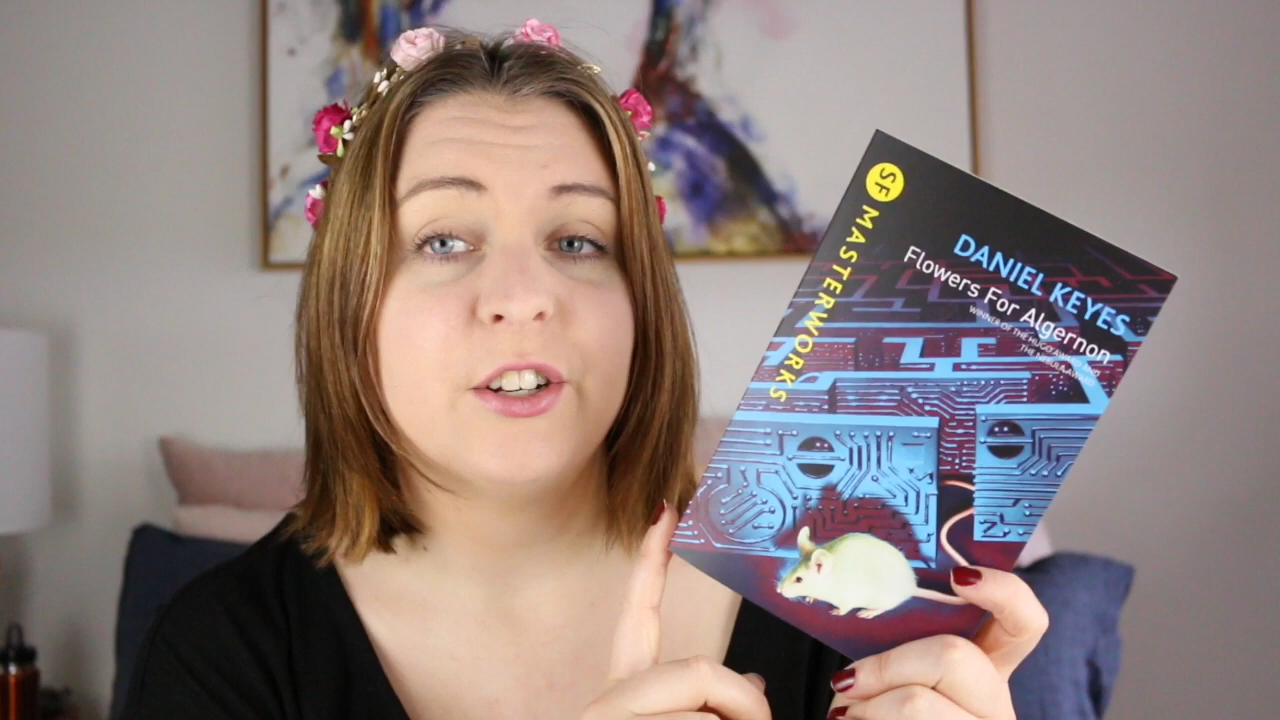 SF MASTERWORKS
DANIEL KEYES
Flowers For Algernon
WINNER OF THE HUGO AWARD AND
THE NEBULA AWARD